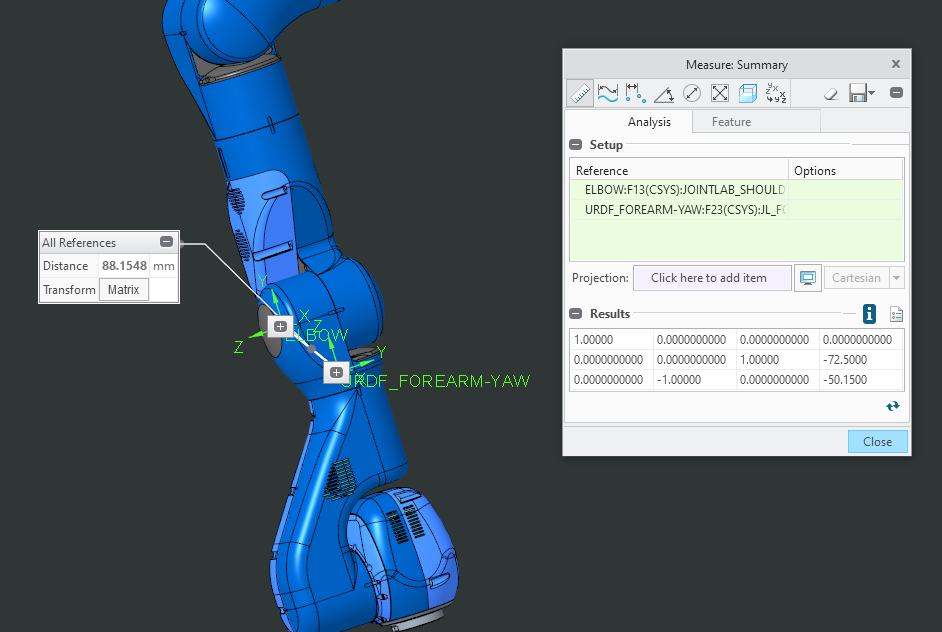 Measure: Summary
Analysis
Feature
Setup
Reference Options
ELBOW:F13(CSYS):JOINTLAB_SHOULD
URDF_FOREARM-YAW:F23(CSYS):JL_FO
Projection: Click here to add item Cartesian
Results
1.00000 0.0000000000 0.0000000000 0.0000000000
0.0000000000 0.0000000000 1.00000 -72.5000
0.0000000000 -1.00000 0.0000000000 -50.1500
Close
All References
Distance 88.1548 mm
Transform Matrix
Y
X
Z
ELBOW
Z
Y
URDF_FOREARM-YAW